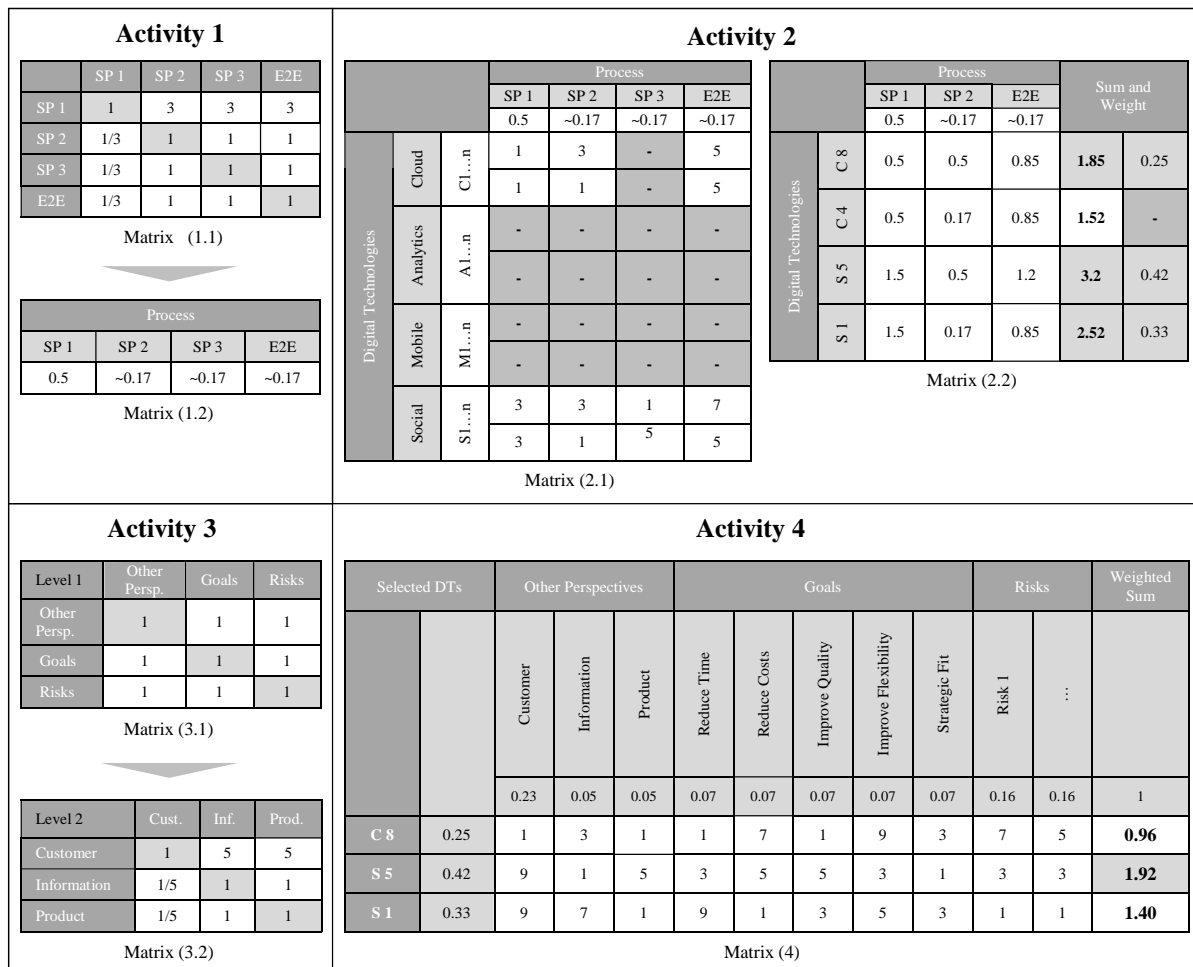 Activity 1
SP 1 SP 2 SP 3 E2E
SP 1 1 3 3 3
SP 2 1/3 1 1 1
SP 3 1/3 1 1 1
E2E 1/3 1 1 1
Matrix (1.1)
Process
SP 1 SP 2 SP 3 E2E
0.5 ~0.17 ~0.17 ~0.17
Matrix (1.2)
Activity 2
Process
SP 1 SP 2 SP 3 E2E
0.5 ~0.17 ~0.17 ~0.17
Digital Technologies
Cloud C1…n
1 3 - 5
1 1 - 5
Analytics A1…n
- - - -
- - - -
Mobile M1…n
- - - -
- - - -
Social S1…n
3 3 1 7
3 1 5 5
Matrix (2.1)
Process
Sum and
Weight
SP 1 SP 2 E2E
0.5 ~0.17 ~0.17
Digital Technologies
C 8 0.5 0.5 0.85 1.85 0.25
C 4 0.5 0.17 0.85 1.52 -
S 5 1.5 0.5 1.2 3.2 0.42
S 1 1.5 0.17 0.85 2.52 0.33
Matrix (2.2)
Activity 3
Level 1 Other
Persp. Goals Risks
Other
Persp. 1 1 1
Goals 1 1 1
Risks 1 1 1
Matrix (3.1)
Level 2 Cust. Inf. Prod.
Customer 1 5 5
Information 1/5 1 1
Product 1/5 1 1
Matrix (3.2)
Activity 4
Selected DTs Other Perspectives Goals Risks Weighted
Sum
Customer
Information
Product
Reduce Time
Reduce Costs
Improve Quality
Improve Flexibility
Strategic Fit
Risk 1
…
0.23 0.05 0.05 0.07 0.07 0.07 0.07 0.07 0.16 0.16 1
C 8 0.25 1 3 1 1 7 1 9 3 7 5 0.96
S 5 0.42 9 1 5 3 5 5 3 1 3 3 1.92
S 1 0.33 9 7 1 9 1 3 5 3 1 1 1.40
Matrix (4)